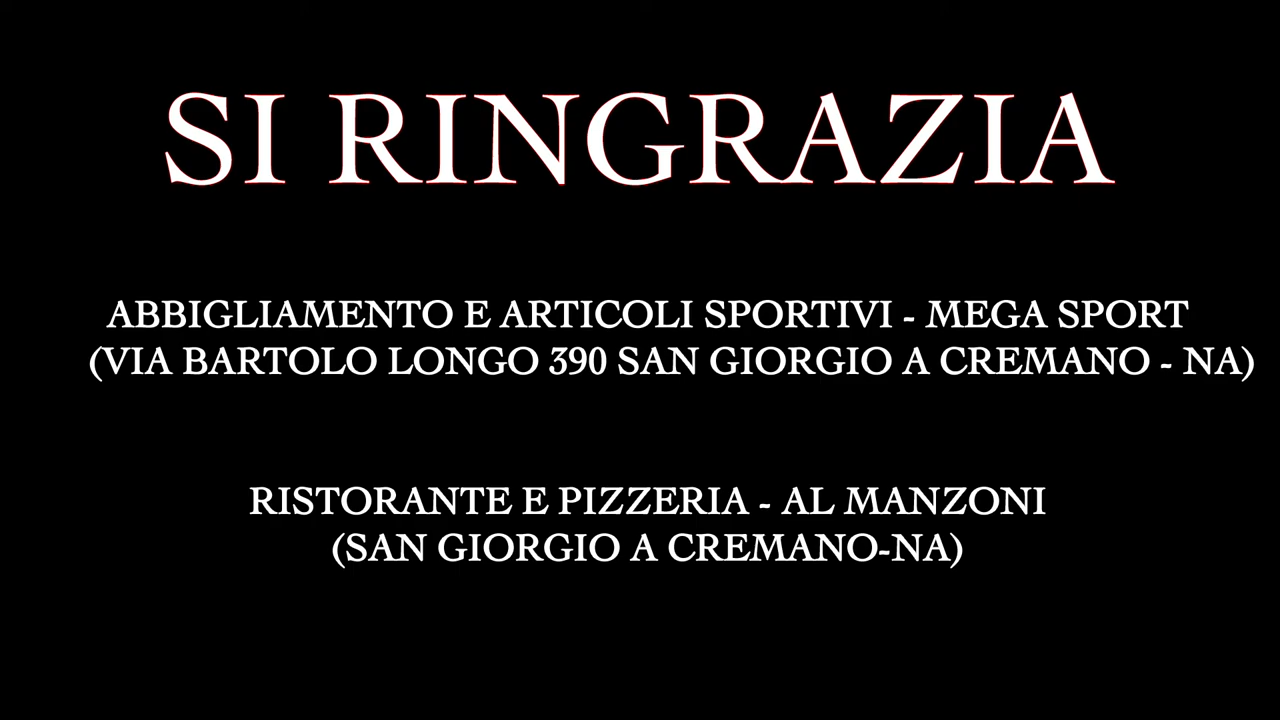 SI RINGRAZIA
ABBIGLIAMENTO E ARTICOLI SPORTIVI - MEGA SPORT
(VIA BARTOLO LONGO 390 SAN GIORGIO A CREMANO - NA)
RISTORANTE E PIZZERIA - AL MANZONI
(SAN GIORGIO A CREMANO-NA)